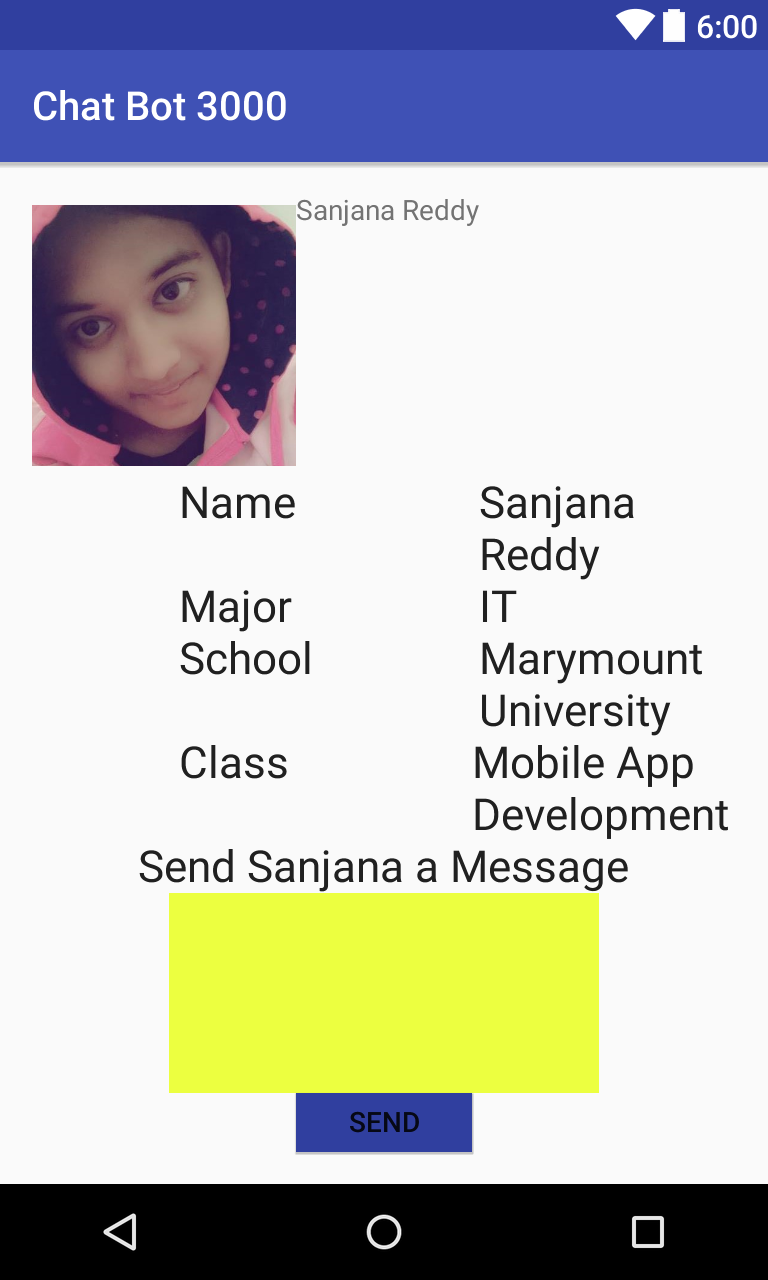 6:00
Chat Bot 3000
Sanjana Reddy
Name Sanjana
Reddy
Major IT
School Marymount
University
Class Mobile App
Development
Send Sanjana a Message
SEND